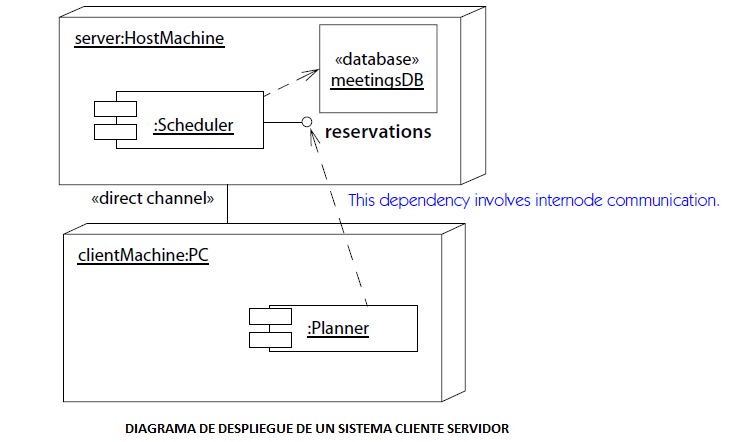 server:HostMachine
«database»
meetingsDB
:Scheduler
reservations
«direct channel»
This dependency involves internode communication.
clientMachine:PC
:Planner
DIAGRAMA DE DESPLIEGUE DE UN SISTEMA CLIENTE SERVIDOR